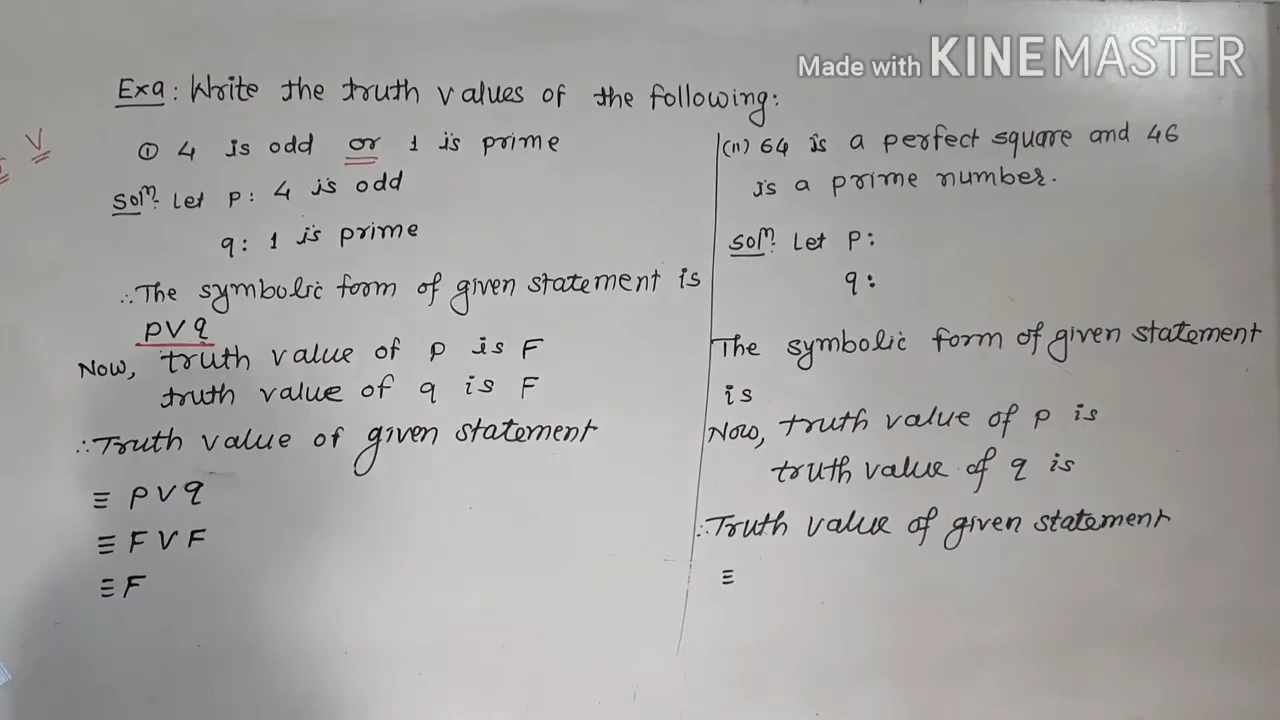 Made with KINEMASTER
Exa: Write the truth values of the following:
V
① 4 is odd or 1 is prime
Solⁿ: Let p: 4 is odd
q: 1 is prime
∴ The symbolic form of given statement is
p∨q
Now, truth value of p is F
truth value of q is F
∴ Truth value of given statement
≡ p∨q
≡ F∨F
≡ F
(ii) 64 is a perfect square and 46
is a prime number.
Solⁿ: Let p:
q:
The symbolic form of given statement
is
Now, truth value of p is
truth value of q is
∴ Truth value of given statement
≡